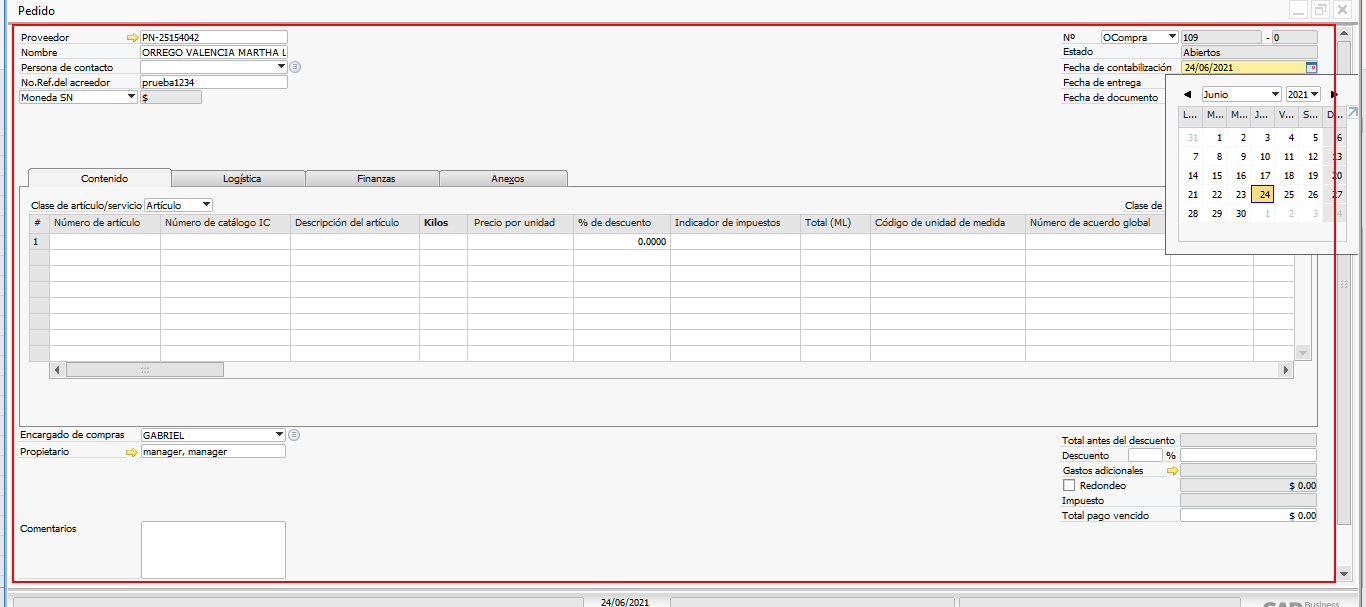 Pedido
Proveedor PN-25154042
Nombre ORREGO VALENCIA MARTHA L
Persona de contacto
No.Ref.del acreedor prueba1234
Moneda SN $
Nº OCompra 109 - 0
Estado Abiertos
Fecha de contabilización 24/06/2021
Fecha de entrega
Fecha de documento
Junio 2021
L... M... M... J... V... S... D...
31 1 2 3 4 5 6
7 8 9 10 11 12 13
14 15 16 17 18 19 20
21 22 23 24 25 26 27
28 29 30 1 2 3 4
Contenido Logística Finanzas Anexos
Clase de artículo/servicio Artículo Clase de
# Número de artículo Número de catálogo IC Descripción del artículo Kilos Precio por unidad % de descuento Indicador de impuestos Total (ML) Código de unidad de medida Número de acuerdo global
1 0.0000
Encargado de compras GABRIEL
Propietario manager, manager
Comentarios
Total antes del descuento
Descuento %
Gastos adicionales
Redondeo $ 0.00
Impuesto
Total pago vencido $ 0.00
24/06/2021
Business